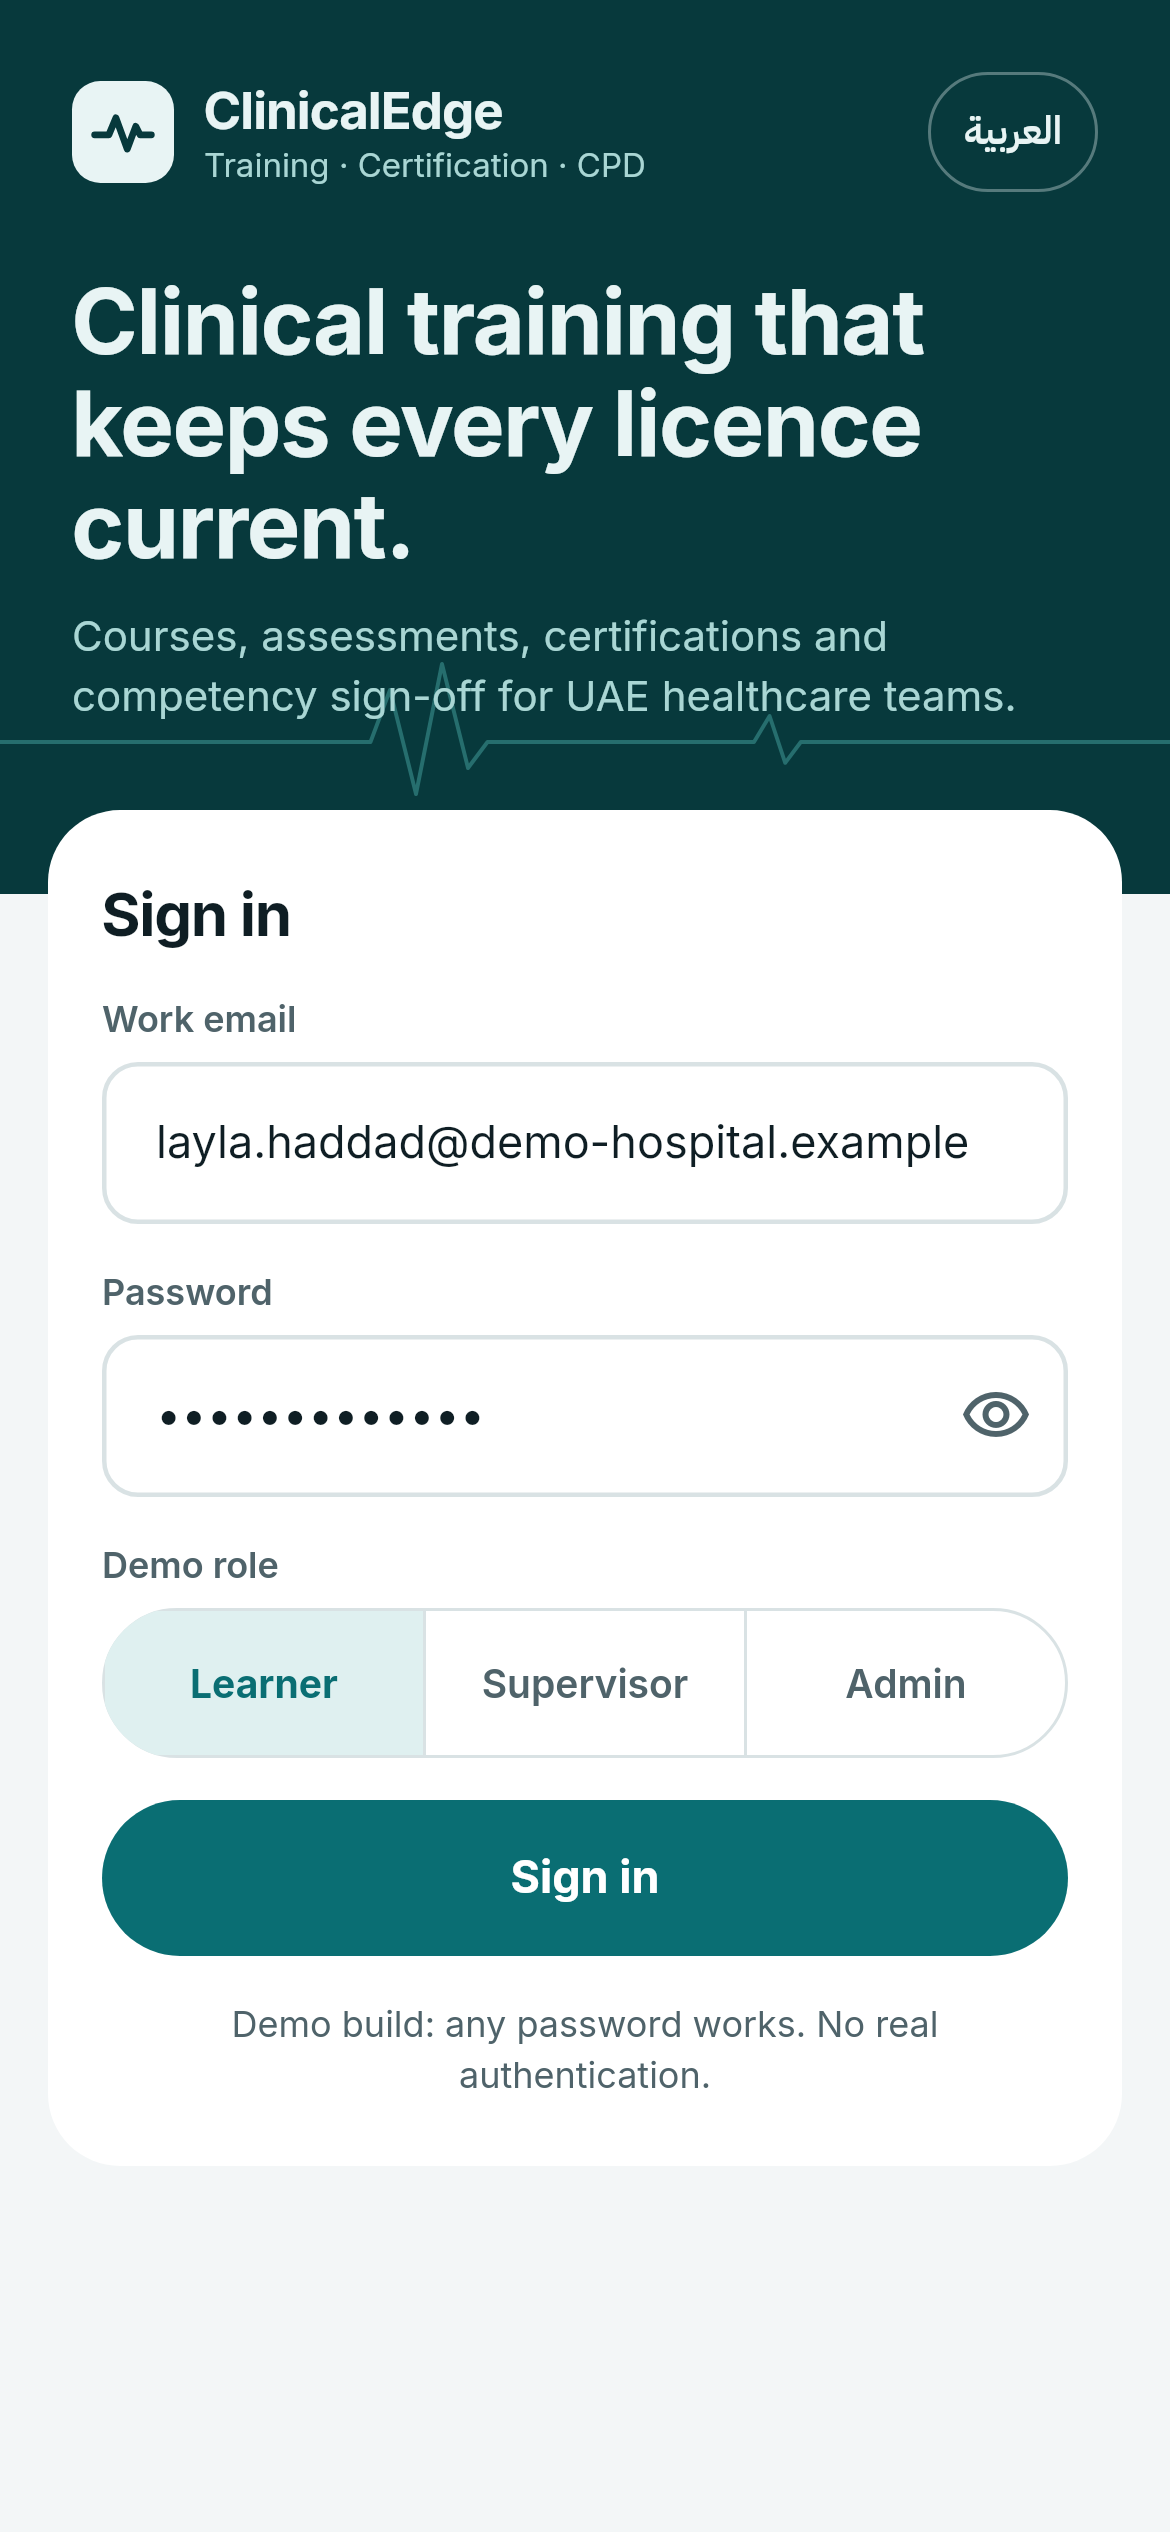 ClinicalEdge
Training · Certification · CPD
العربية
Clinical training that
keeps every licence
current.
Courses, assessments, certifications and
competency sign-off for UAE healthcare teams.
Sign in
Work email
layla.haddad@demo-hospital.example
Password
•••••••••••••
Demo role
Learner
Supervisor
Admin
Sign in
Demo build: any password works. No real
authentication.